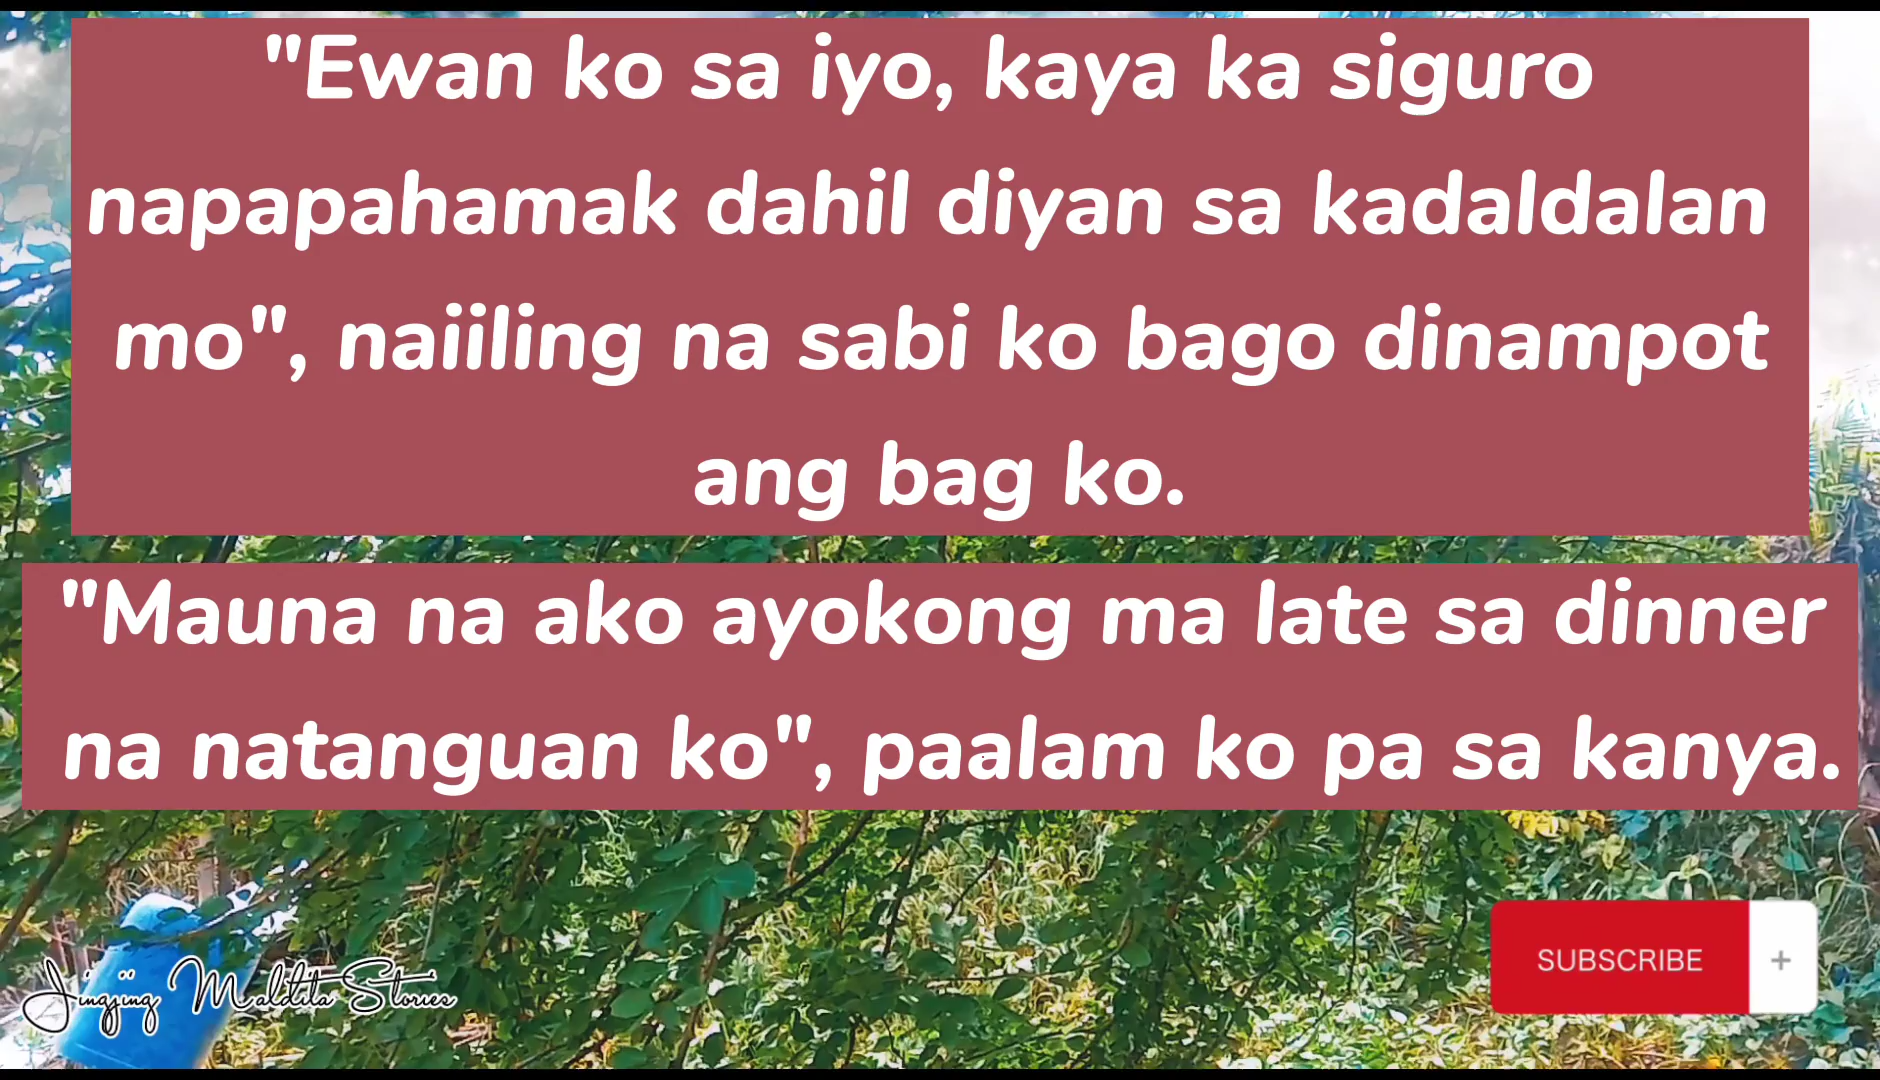 "Ewan ko sa iyo, kaya ka siguro
napapahamak dahil diyan sa kadaldalan
mo", naiiling na sabi ko bago dinampot
ang bag ko.
"Mauna na ako ayokong ma late sa dinner
na natanguan ko", paalam ko pa sa kanya.
Jingjing Maldita Stories
SUBSCRIBE +